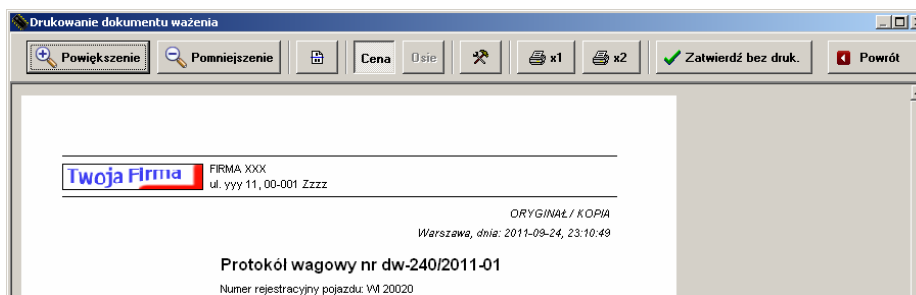 Drukowanie dokumentu ważenia
Powiększenie Pomniejszenie Cena Osie x1 x2 Zatwierdź bez druk. Powrót
Twoja Firma
FIRMA XXX
ul. yyy 11, 00-001 Zzzz
ORYGINAŁ / KOPIA
Warszawa, dnia: 2011-09-24, 23:10:49
Protokół wagowy nr dw-240/2011-01
Numer rejestracyjny pojazdu: WI 20020